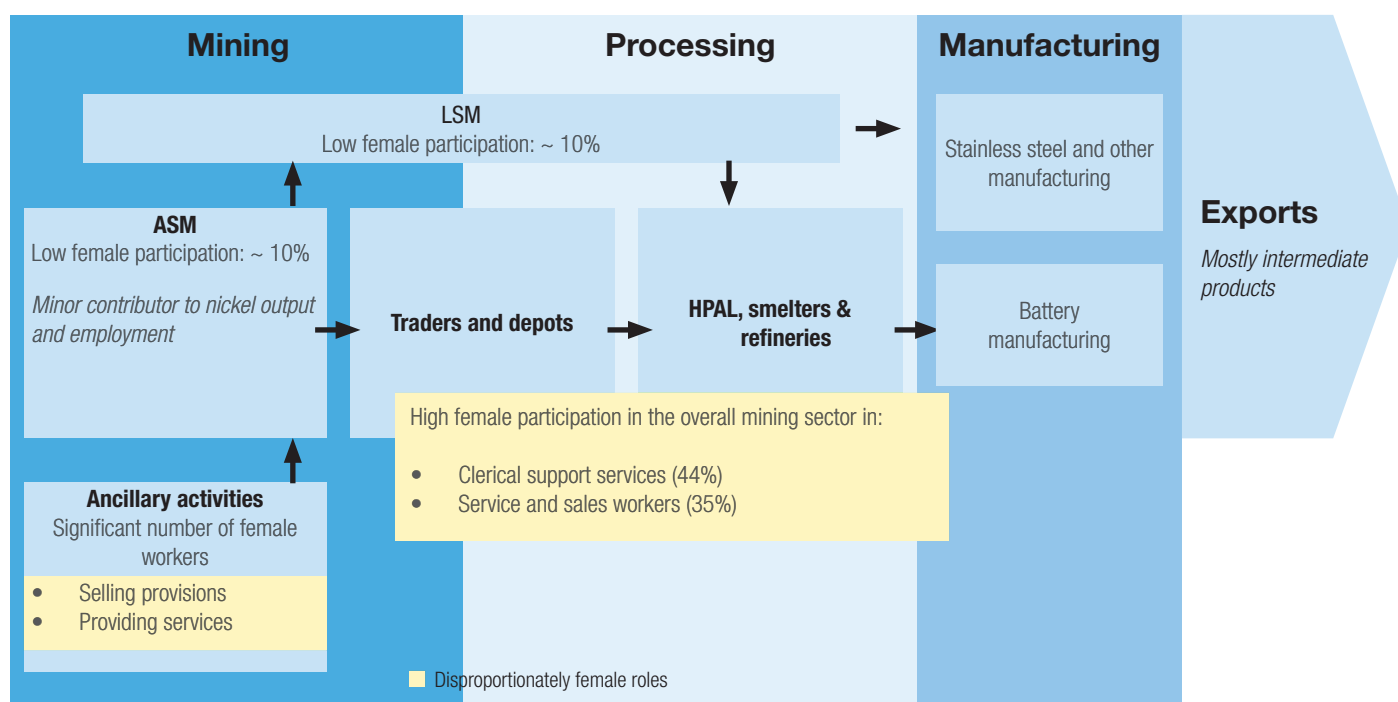 Mining
Processing
Manufacturing
LSM
Low female participation: ~ 10%
Stainless steel and other
manufacturing
Exports
Mostly intermediate
products
ASM
Low female participation: ~ 10%
Minor contributor to nickel output
and employment
Traders and depots
HPAL, smelters &
refineries
Battery
manufacturing
High female participation in the overall mining sector in:
• Clerical support services (44%)
• Service and sales workers (35%)
Ancillary activities
Significant number of female
workers
• Selling provisions
• Providing services
Disproportionately female roles